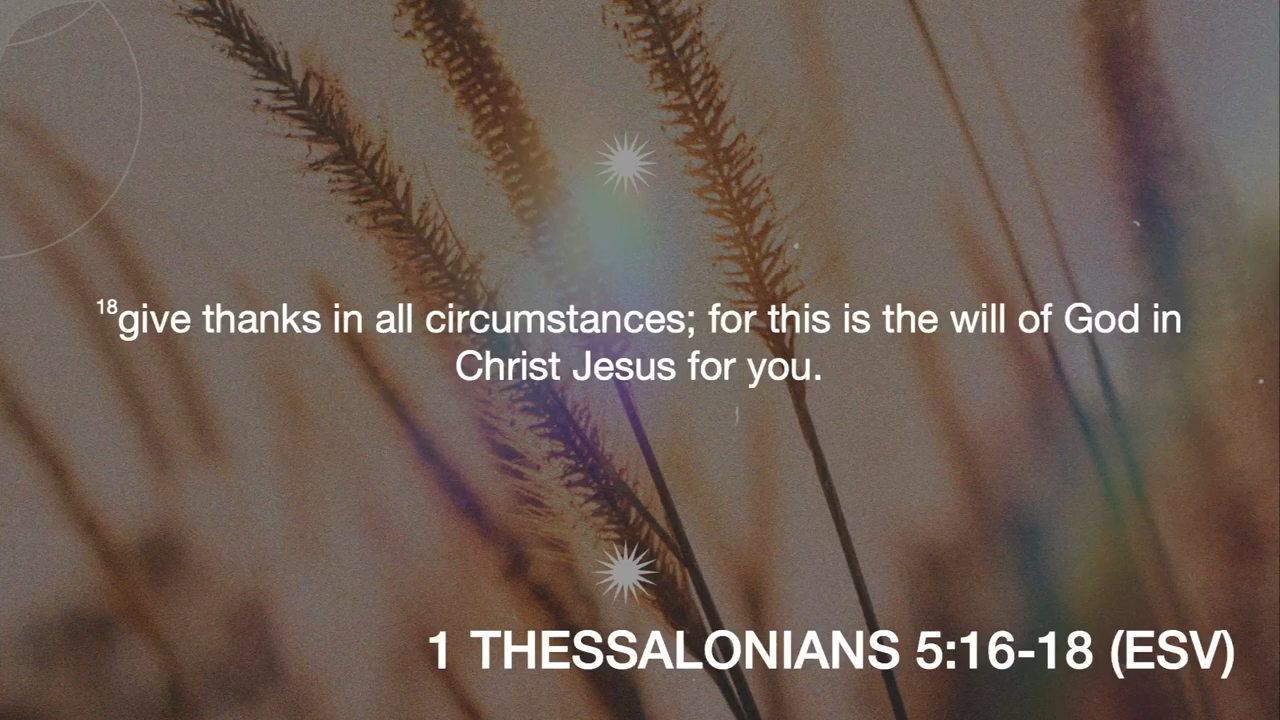 18give thanks in all circumstances; for this is the will of God in
Christ Jesus for you.
1 THESSALONIANS 5:16-18 (ESV)